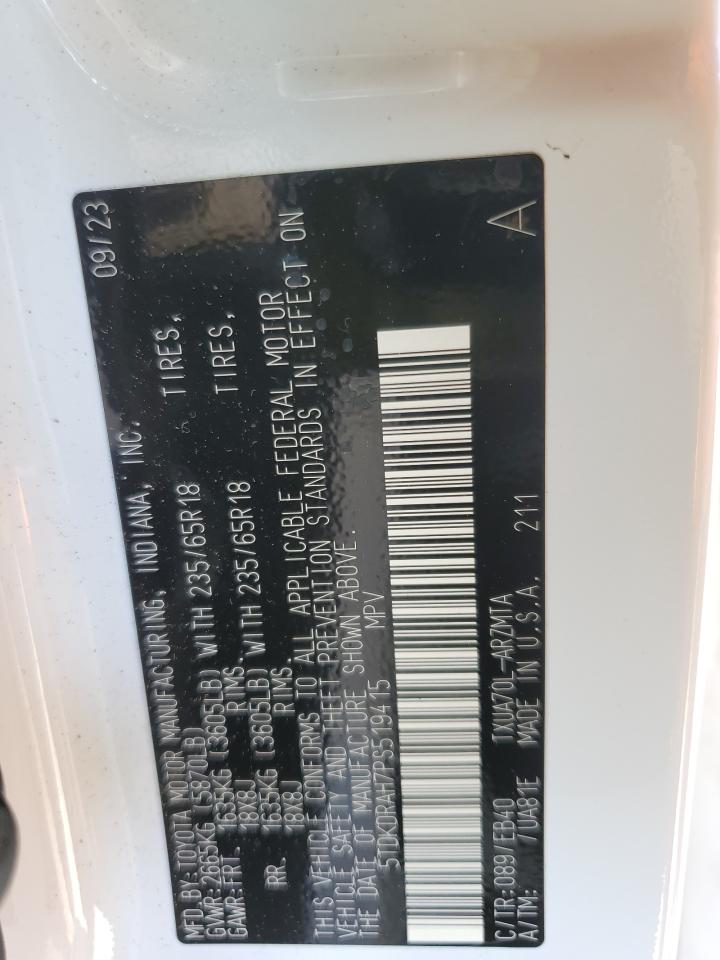 MFD BY: TOYOTA MOTOR MANUFACTURING, INDIANA, INC. 09/23
GVWR: 2665KG (5870LB)
GAWR: FRT. 1635KG (3605LB) WITH 235/65R18 TIRES,
18X8J RIMS.
RR. 1635KG (3605LB) WITH 235/65R18 TIRES,
18X8J RIMS.
THIS VEHICLE CONFORMS TO ALL APPLICABLE FEDERAL MOTOR
VEHICLE SAFETY AND THEFT PREVENTION STANDARDS IN EFFECT ON
THE DATE OF MANUFACTURE SHOWN ABOVE.
5TDKDRAH7PS519415 MPV
C/TR: 089/EB40 TXUA70L-ARZMTA A
A/TM: 7UA81E MADE IN U.S.A. 211